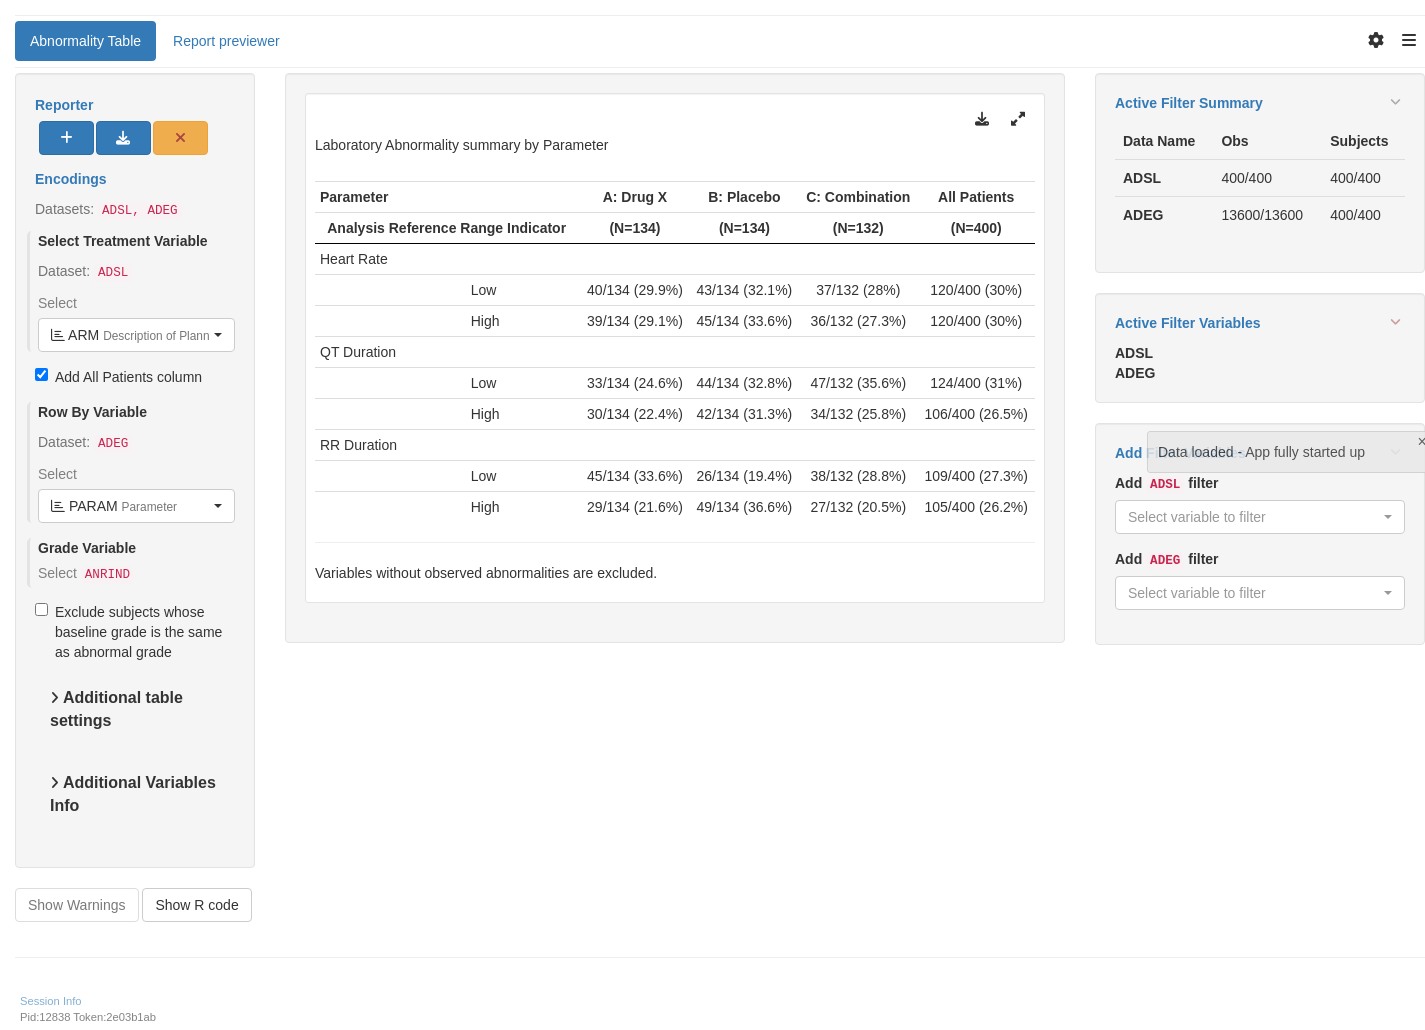 Abnormality Table
Report previewer
Reporter
Encodings
Datasets: ADSL, ADEG
Select Treatment Variable
Dataset: ADSL
Select
ARM Description of Plann
Add All Patients column
Row By Variable
Dataset: ADEG
Select
PARAM Parameter
Grade Variable
Select ANRIND
Exclude subjects whose
baseline grade is the same
as abnormal grade
Additional table
settings
Additional Variables
Info
Show Warnings
Show R code
Laboratory Abnormality summary by Parameter
Parameter A: Drug X B: Placebo C: Combination All Patients
Analysis Reference Range Indicator (N=134) (N=134) (N=132) (N=400)
Heart Rate
Low 40/134 (29.9%) 43/134 (32.1%) 37/132 (28%) 120/400 (30%)
High 39/134 (29.1%) 45/134 (33.6%) 36/132 (27.3%) 120/400 (30%)
QT Duration
Low 33/134 (24.6%) 44/134 (32.8%) 47/132 (35.6%) 124/400 (31%)
High 30/134 (22.4%) 42/134 (31.3%) 34/132 (25.8%) 106/400 (26.5%)
RR Duration
Low 45/134 (33.6%) 26/134 (19.4%) 38/132 (28.8%) 109/400 (27.3%)
High 29/134 (21.6%) 49/134 (36.6%) 27/132 (20.5%) 105/400 (26.2%)
Variables without observed abnormalities are excluded.
Active Filter Summary
Data Name Obs Subjects
ADSL 400/400 400/400
ADEG 13600/13600 400/400
Active Filter Variables
ADSL
ADEG
Add
Data loaded - App fully started up
Add ADSL filter
Select variable to filter
Add ADEG filter
Select variable to filter
Session Info
Pid:12838 Token:2e03b1ab